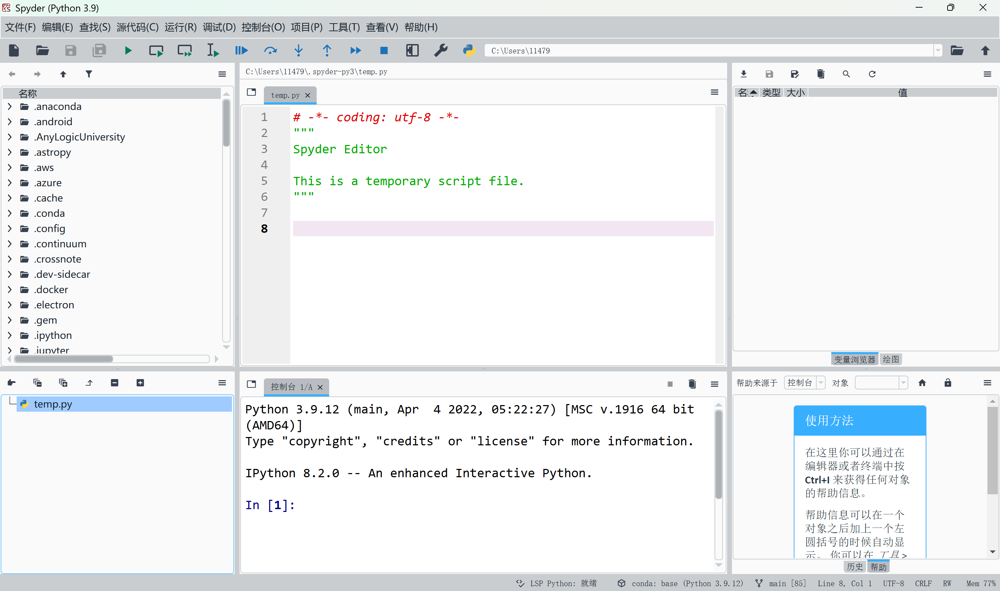 Spyder (Python 3.9)
文件(F) 编辑(E) 查找(S) 源代码(C) 运行(R) 调试(D) 控制台(O) 项目(P) 工具(T) 查看(V) 帮助(H)
C:\Users\11479
名称
.anaconda
.android
.AnyLogicUniversity
.astropy
.aws
.azure
.cache
.conda
.config
.continuum
.crossnote
.dev-sidecar
.docker
.electron
.gem
.ipython
.jupyter
C:\Users\11479\.spyder-py3\temp.py
temp.py
1 # -*- coding: utf-8 -*-
2 """
3 Spyder Editor
4
5 This is a temporary script file.
6 """
7
8
类型 大小 值
变量浏览器 绘图
temp.py
控制台 1/A
Python 3.9.12 (main, Apr  4 2022, 05:22:27) [MSC v.1916 64 bit
(AMD64)]
Type "copyright", "credits" or "license" for more information.
IPython 8.2.0 -- An enhanced Interactive Python.
In [1]:
帮助来源于 控制台 对象
使用方法
在这里你可以通过在
编辑器或者终端中按
Ctrl+I 来获得任何对象
的帮助信息。
帮助信息可以在一个
对象之后加上一个左
圆括号的时候自动显
示。 你可以在 工具 >
历史 帮助
LSP Python: 就绪 conda: base (Python 3.9.12) main [85] Line 8, Col 1 UTF-8 CRLF RW Mem 77%